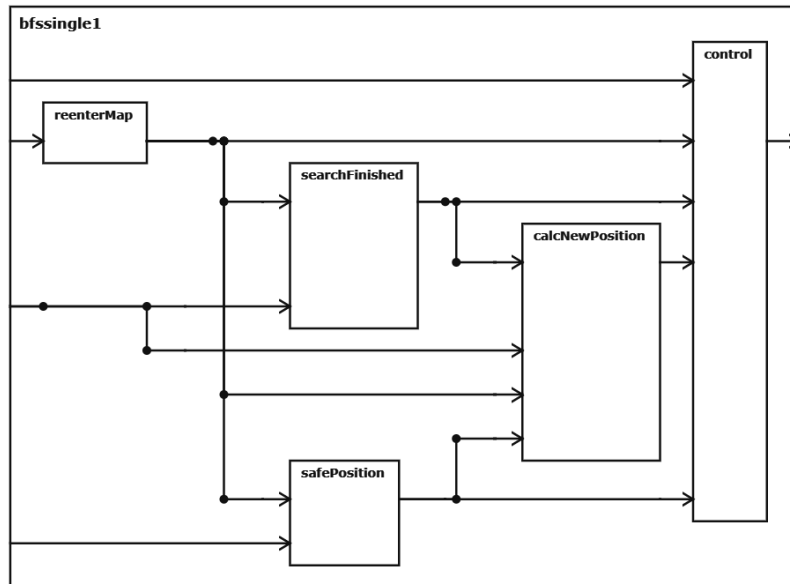 bfssingle1
control
reenterMap
searchFinished
calcNewPosition
safePosition